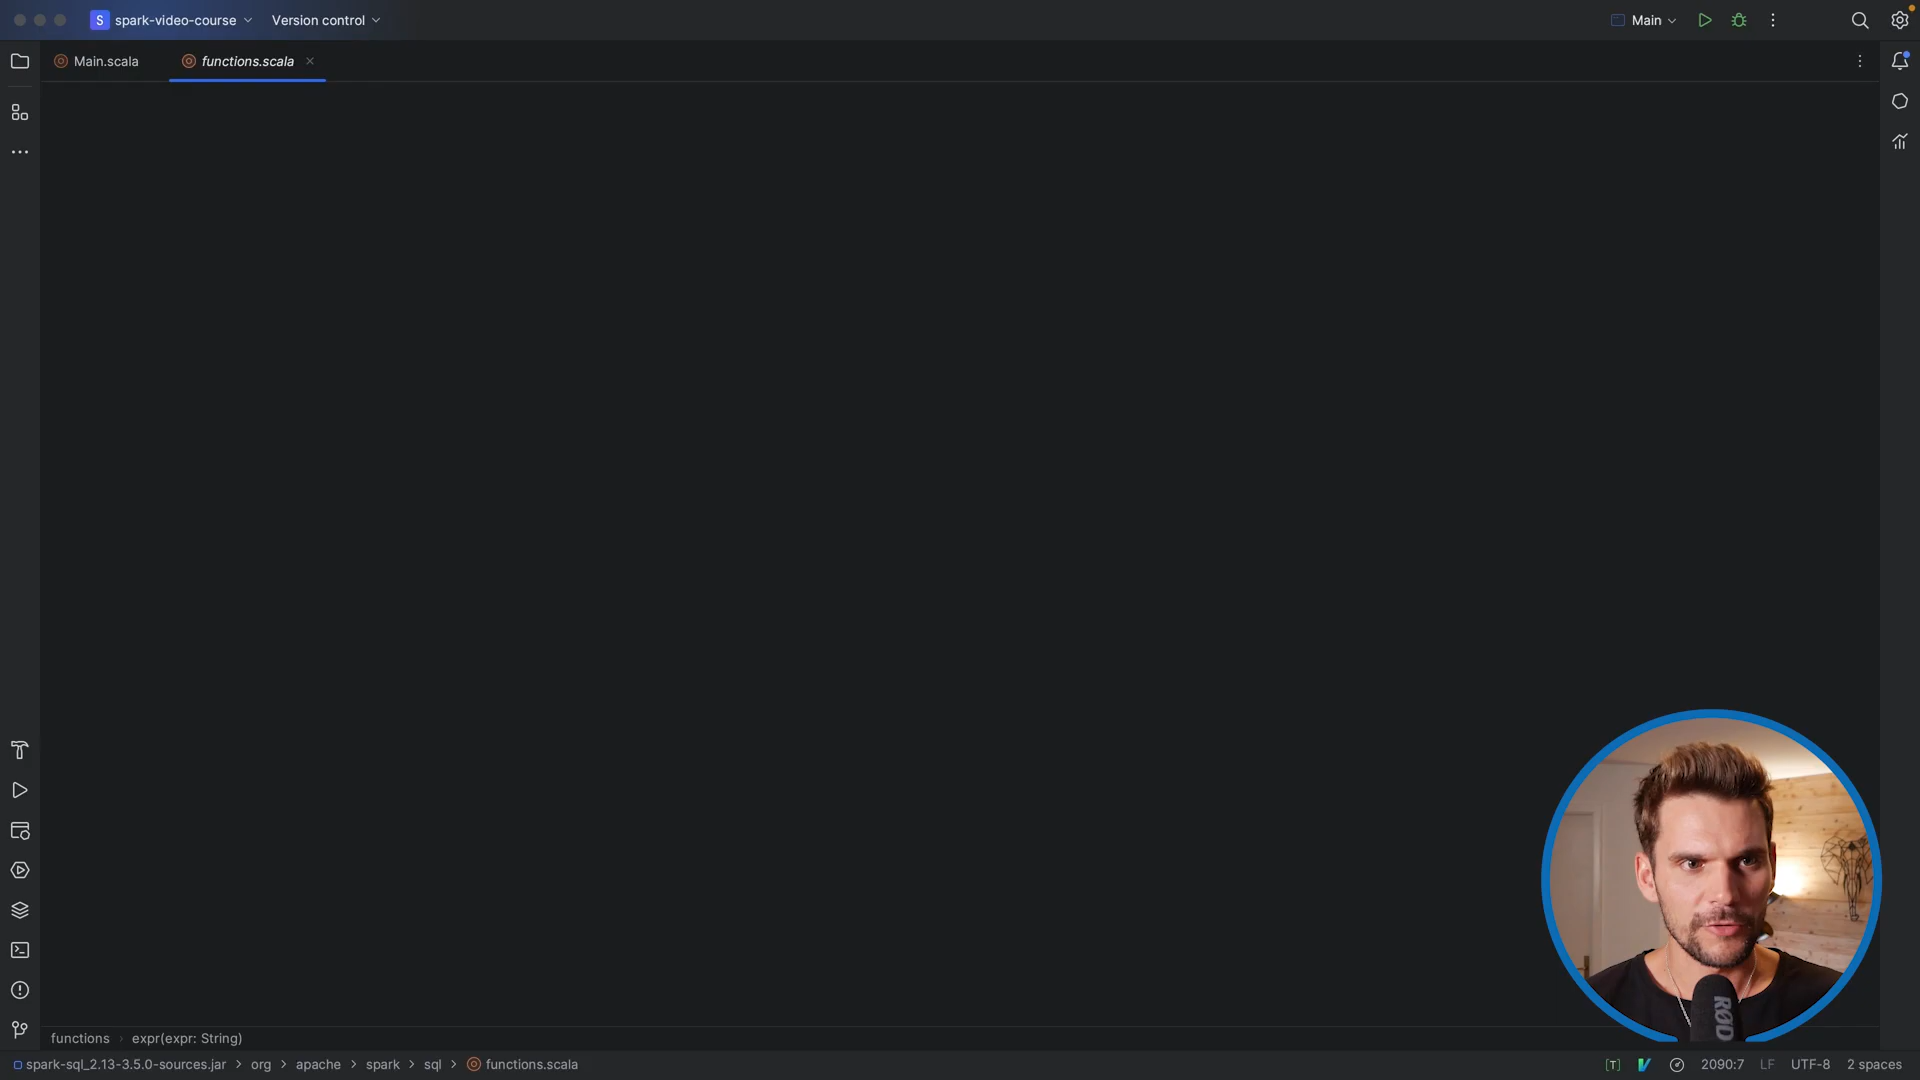 S spark-video-course Version control Main
Main.scala functions.scala
functions expr(expr: String)
spark-sql_2.13-3.5.0-sources.jar org apache spark sql functions.scala [T] 2090:7 LF UTF-8 2 spaces
RØD